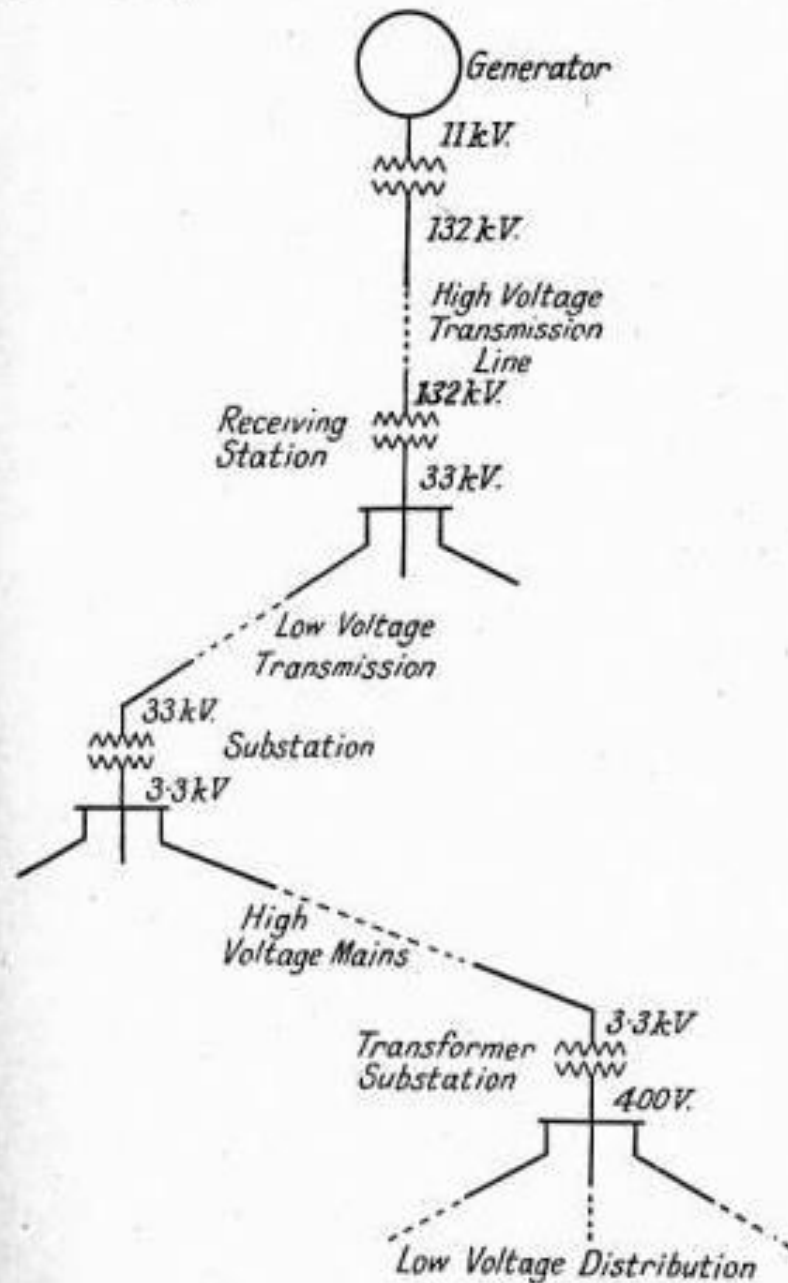 Generator
11kV.
132kV.
High Voltage
Transmission
Line
132kV.
Receiving
Station
33kV.
Low Voltage
Transmission
33kV.
Substation
3·3kV
High
Voltage Mains
3·3kV
Transformer
Substation
400V.
Low Voltage Distribution